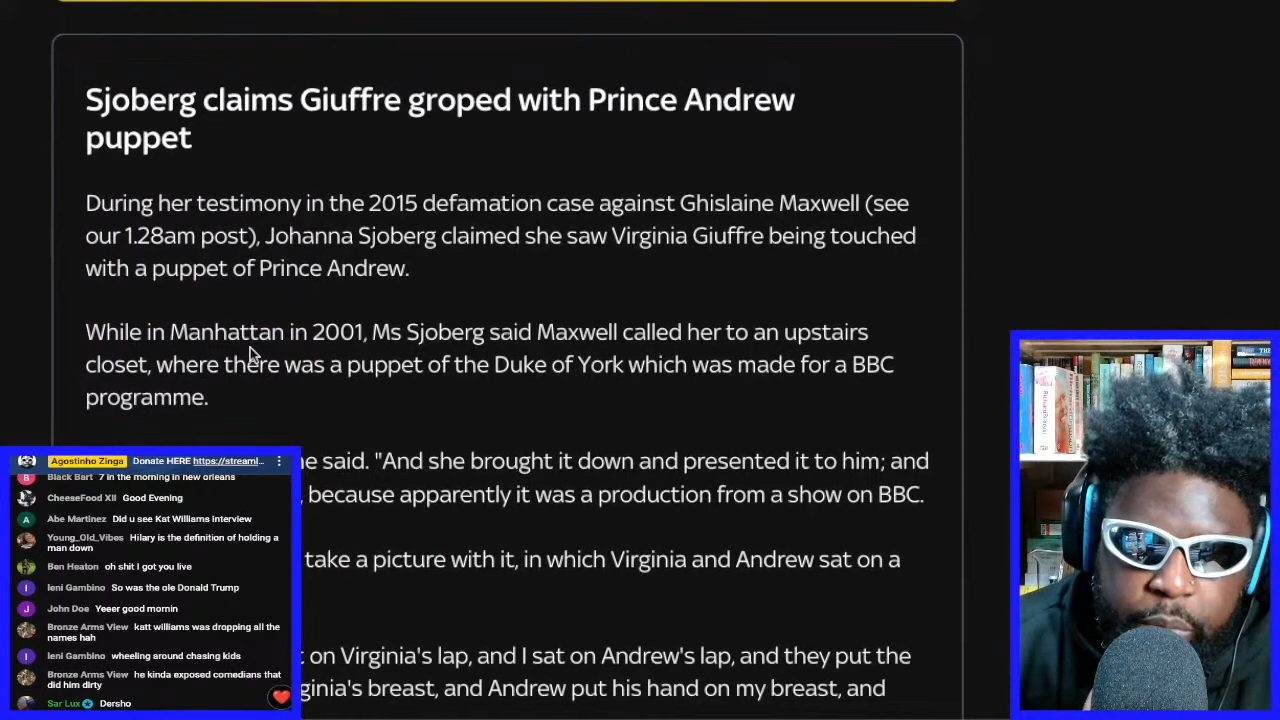 Sjoberg claims Giuffre groped with Prince Andrew
puppet
During her testimony in the 2015 defamation case against Ghislaine Maxwell (see
our 1.28am post), Johanna Sjoberg claimed she saw Virginia Giuffre being touched
with a puppet of Prince Andrew.
While in Manhattan in 2001, Ms Sjoberg said Maxwell called her to an upstairs
closet, where there was a puppet of the Duke of York which was made for a BBC
programme.
he said. "And she brought it down and presented it to him; and
, because apparently it was a production from a show on BBC.
take a picture with it, in which Virginia and Andrew sat on a
t on Virginia's lap, and I sat on Andrew's lap, and they put the
ginia's breast, and Andrew put his hand on my breast, and
Agostinho Zinga Donate HERE https://streaml...
Black Bart 7 in the morning in new orleans
CheeseFood XII Good Evening
Abe Martinez Did u see Kat Williams interview
Young_Old_Vibes Hilary is the definition of holding a
man down
Ben Heaton oh shit I got you live
Ieni Gambino So was the ole Donald Trump
John Doe Yeeer good mornin
Bronze Arms View katt williams was dropping all the
names hah
Ieni Gambino wheeling around chasing kids
Bronze Arms View he kinda exposed comedians that
did him dirty
Sar Lux Dersho